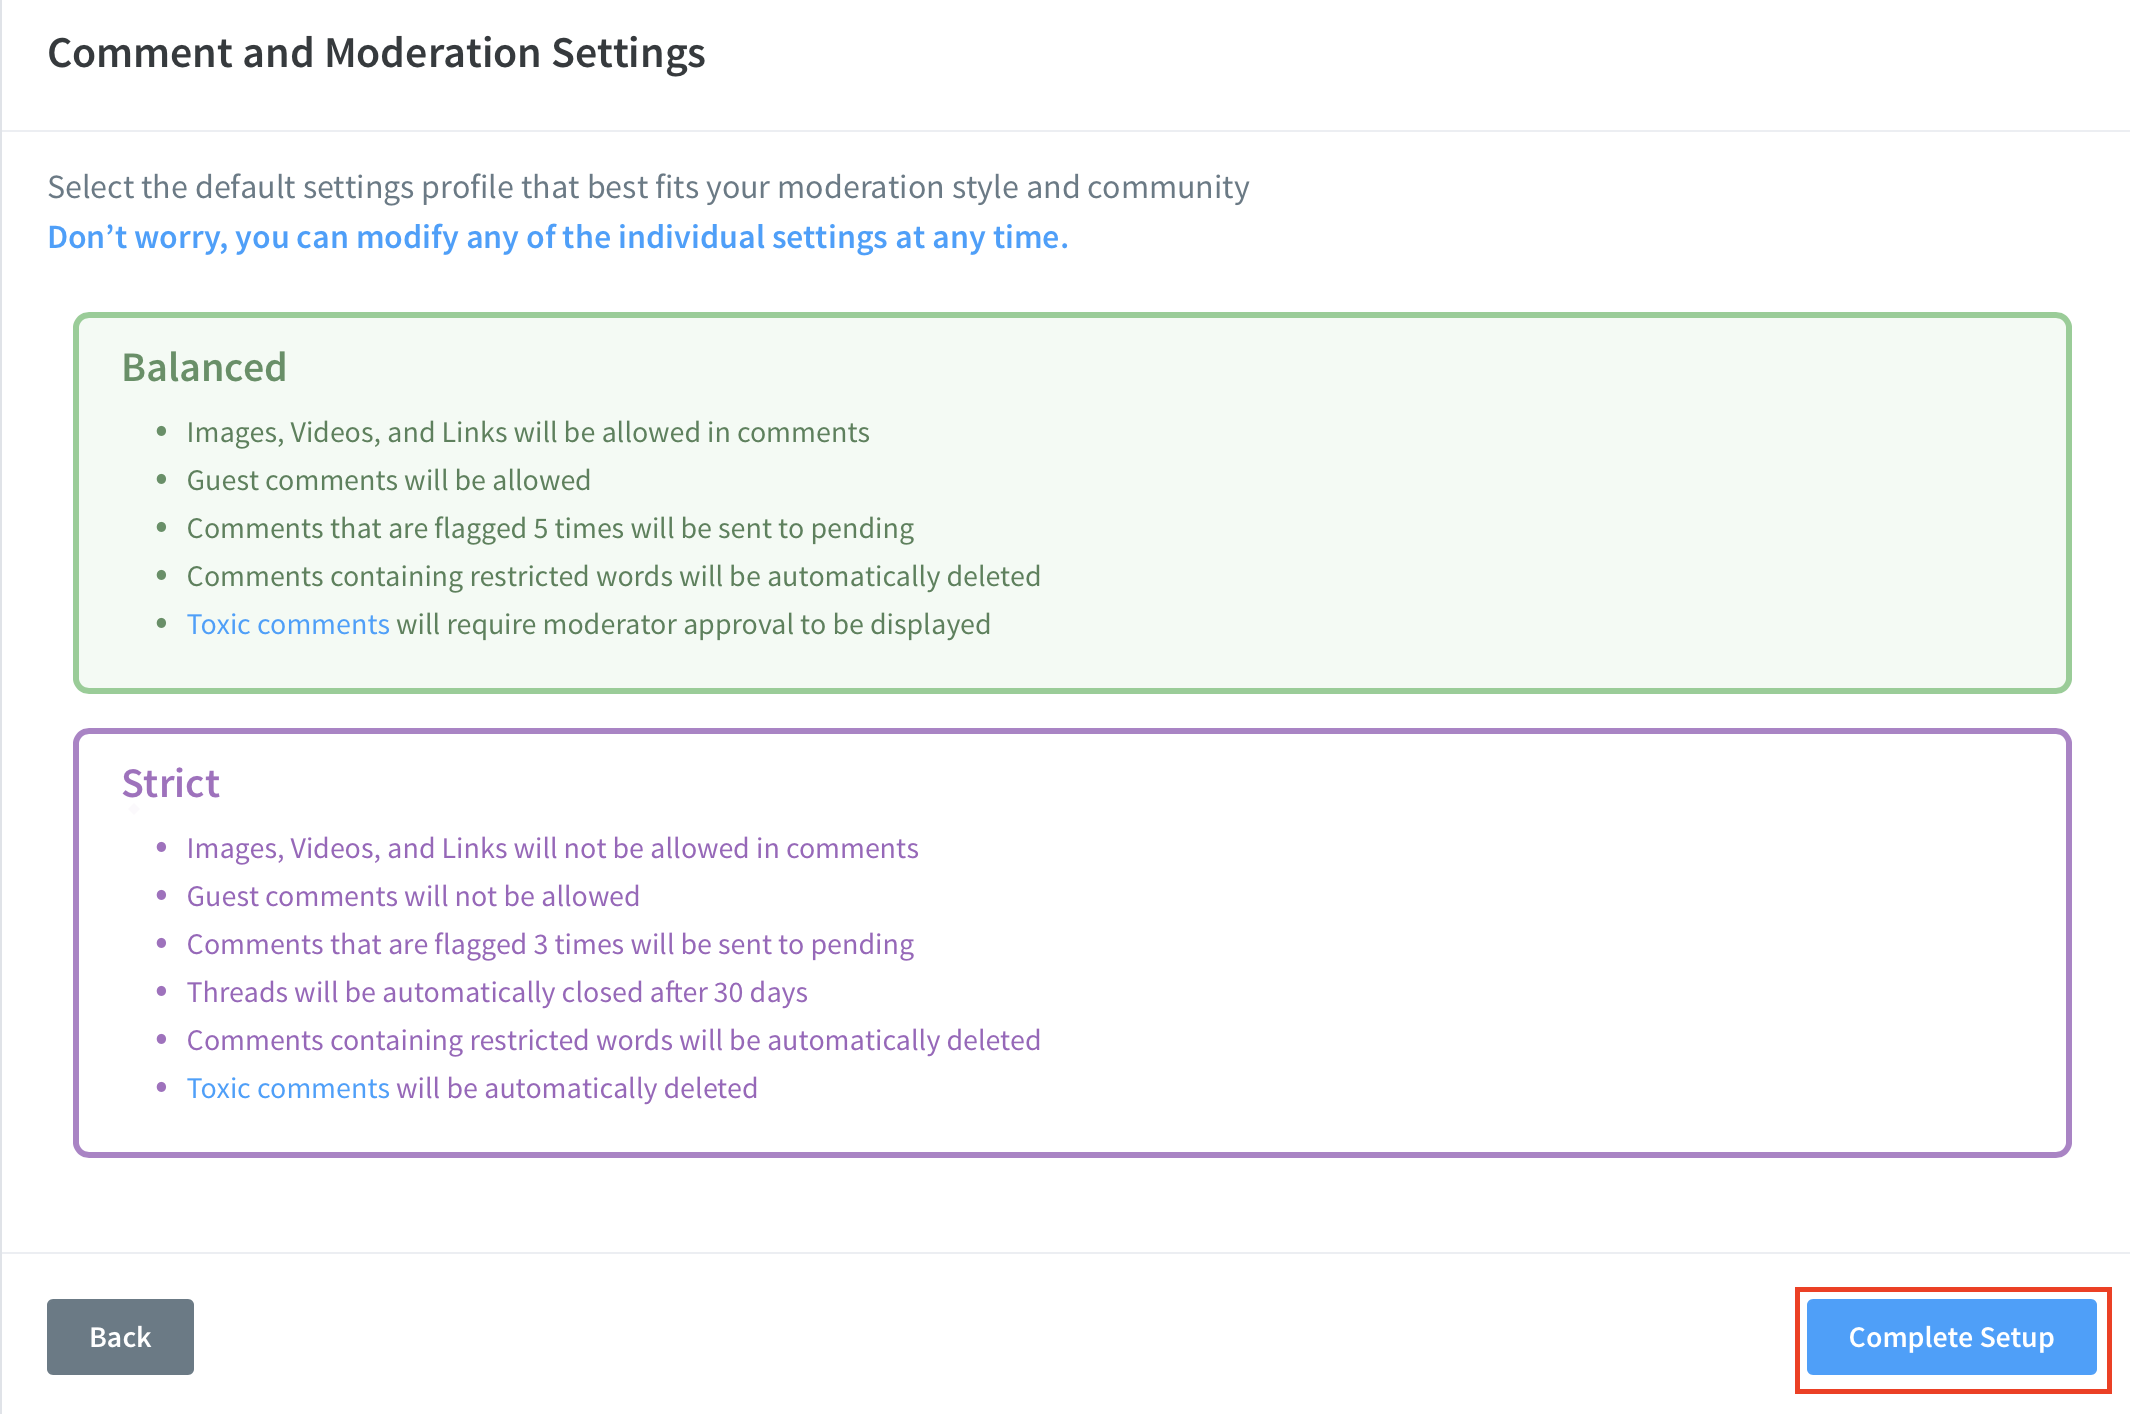 Comment and Moderation Settings
Select the default settings profile that best fits your moderation style and community
Don’t worry, you can modify any of the individual settings at any time.
Balanced
• Images, Videos, and Links will be allowed in comments
• Guest comments will be allowed
• Comments that are flagged 5 times will be sent to pending
• Comments containing restricted words will be automatically deleted
• Toxic comments will require moderator approval to be displayed
Strict
• Images, Videos, and Links will not be allowed in comments
• Guest comments will not be allowed
• Comments that are flagged 3 times will be sent to pending
• Threads will be automatically closed after 30 days
• Comments containing restricted words will be automatically deleted
• Toxic comments will be automatically deleted
Back
Complete Setup